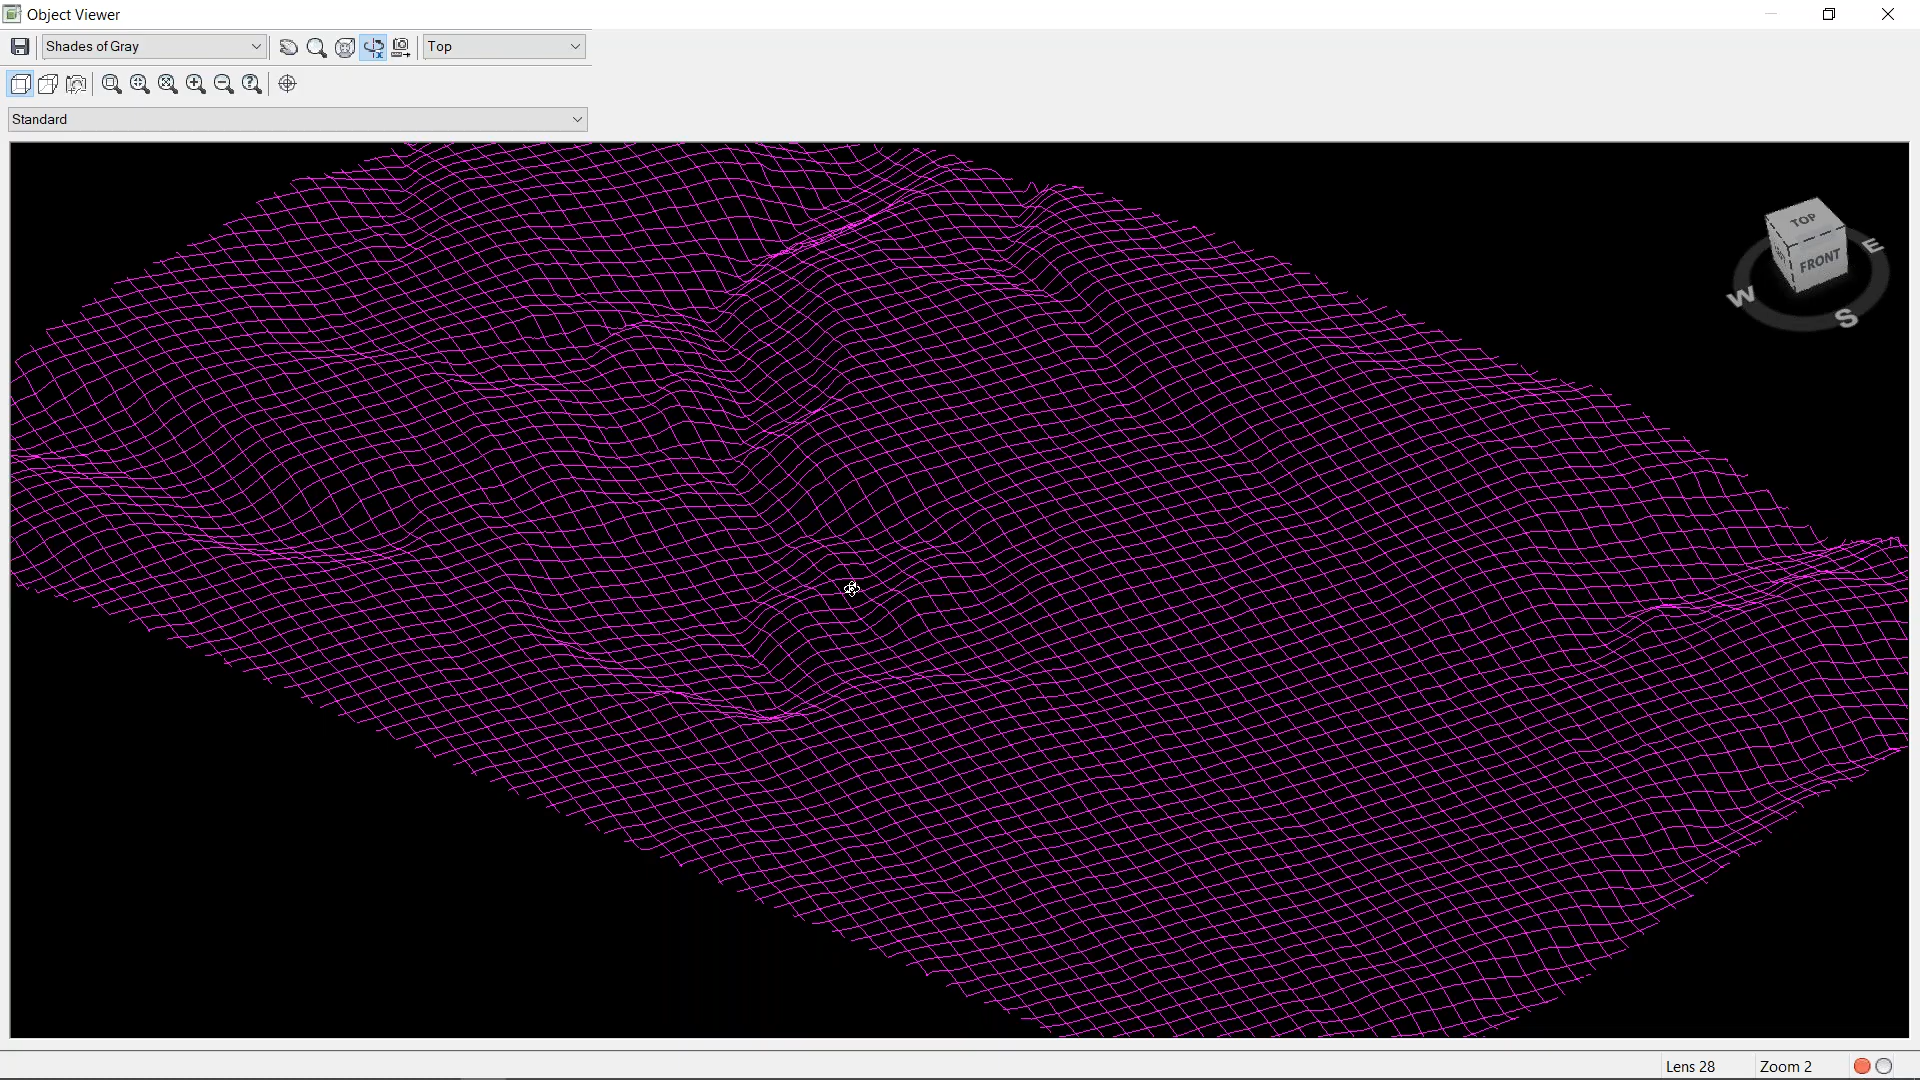 Object Viewer
Shades of Gray
Top
Standard
TOP
FRONT
E
W
S
Lens 28
Zoom 2